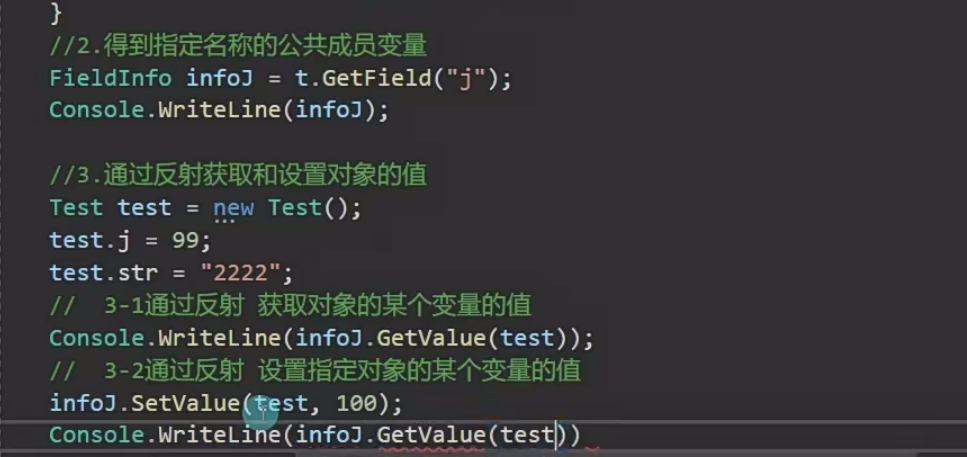 }
//2.得到指定名称的公共成员变量
FieldInfo infoJ = t.GetField("j");
Console.WriteLine(infoJ);
//3.通过反射获取和设置对象的值
Test test = new Test();
test.j = 99;
test.str = "2222";
//  3-1通过反射 获取对象的某个变量的值
Console.WriteLine(infoJ.GetValue(test));
//  3-2通过反射 设置指定对象的某个变量的值
infoJ.SetValue(test, 100);
Console.WriteLine(infoJ.GetValue(test))